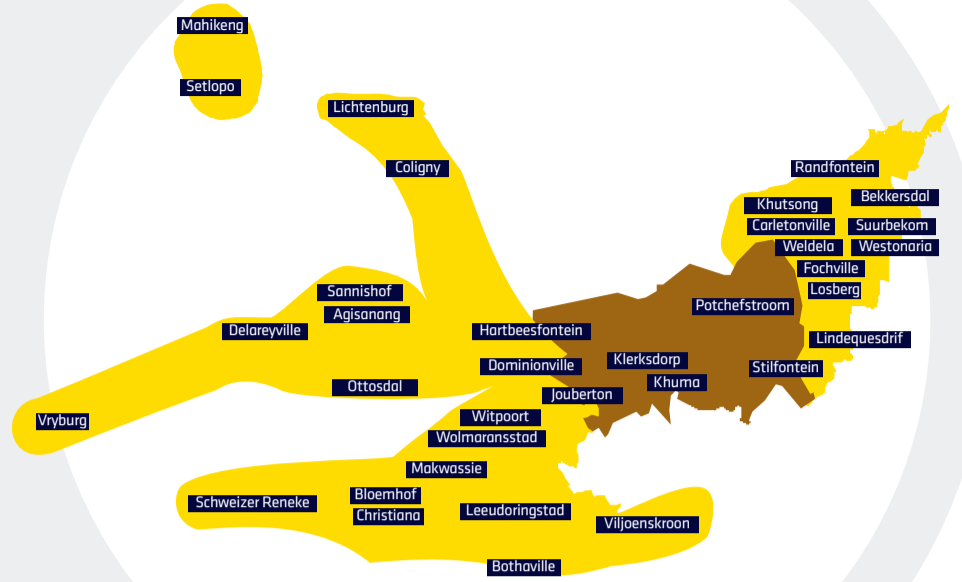 Mahikeng
Setlopo
Lichtenburg
Coligny
Randfontein
Bekkersdal
Khutsong
Carletonville
Suurbekom
Weldela
Westonaria
Fochville
Losberg
Sannishof
Agisanang
Potchefstroom
Delareyville
Hartbeesfontein
Lindequesdrif
Dominionville
Klerksdorp
Stilfontein
Khuma
Ottosdal
Jouberton
Vryburg
Witpoort
Wolmaransstad
Makwassie
Schweizer Reneke
Bloemhof
Christiana
Leeudoringstad
Viljoenskroon
Bothaville